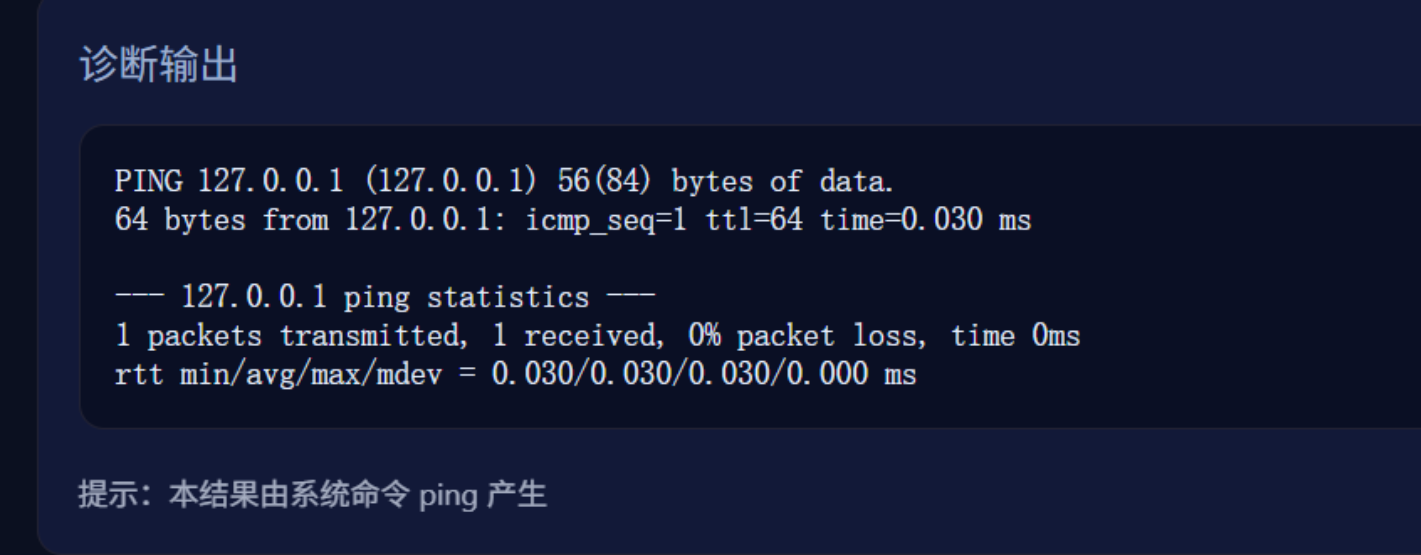 诊断输出
PING 127.0.0.1 (127.0.0.1) 56(84) bytes of data.
64 bytes from 127.0.0.1: icmp_seq=1 ttl=64 time=0.030 ms
--- 127.0.0.1 ping statistics ---
1 packets transmitted, 1 received, 0% packet loss, time 0ms
rtt min/avg/max/mdev = 0.030/0.030/0.030/0.000 ms
提示：本结果由系统命令 ping 产生